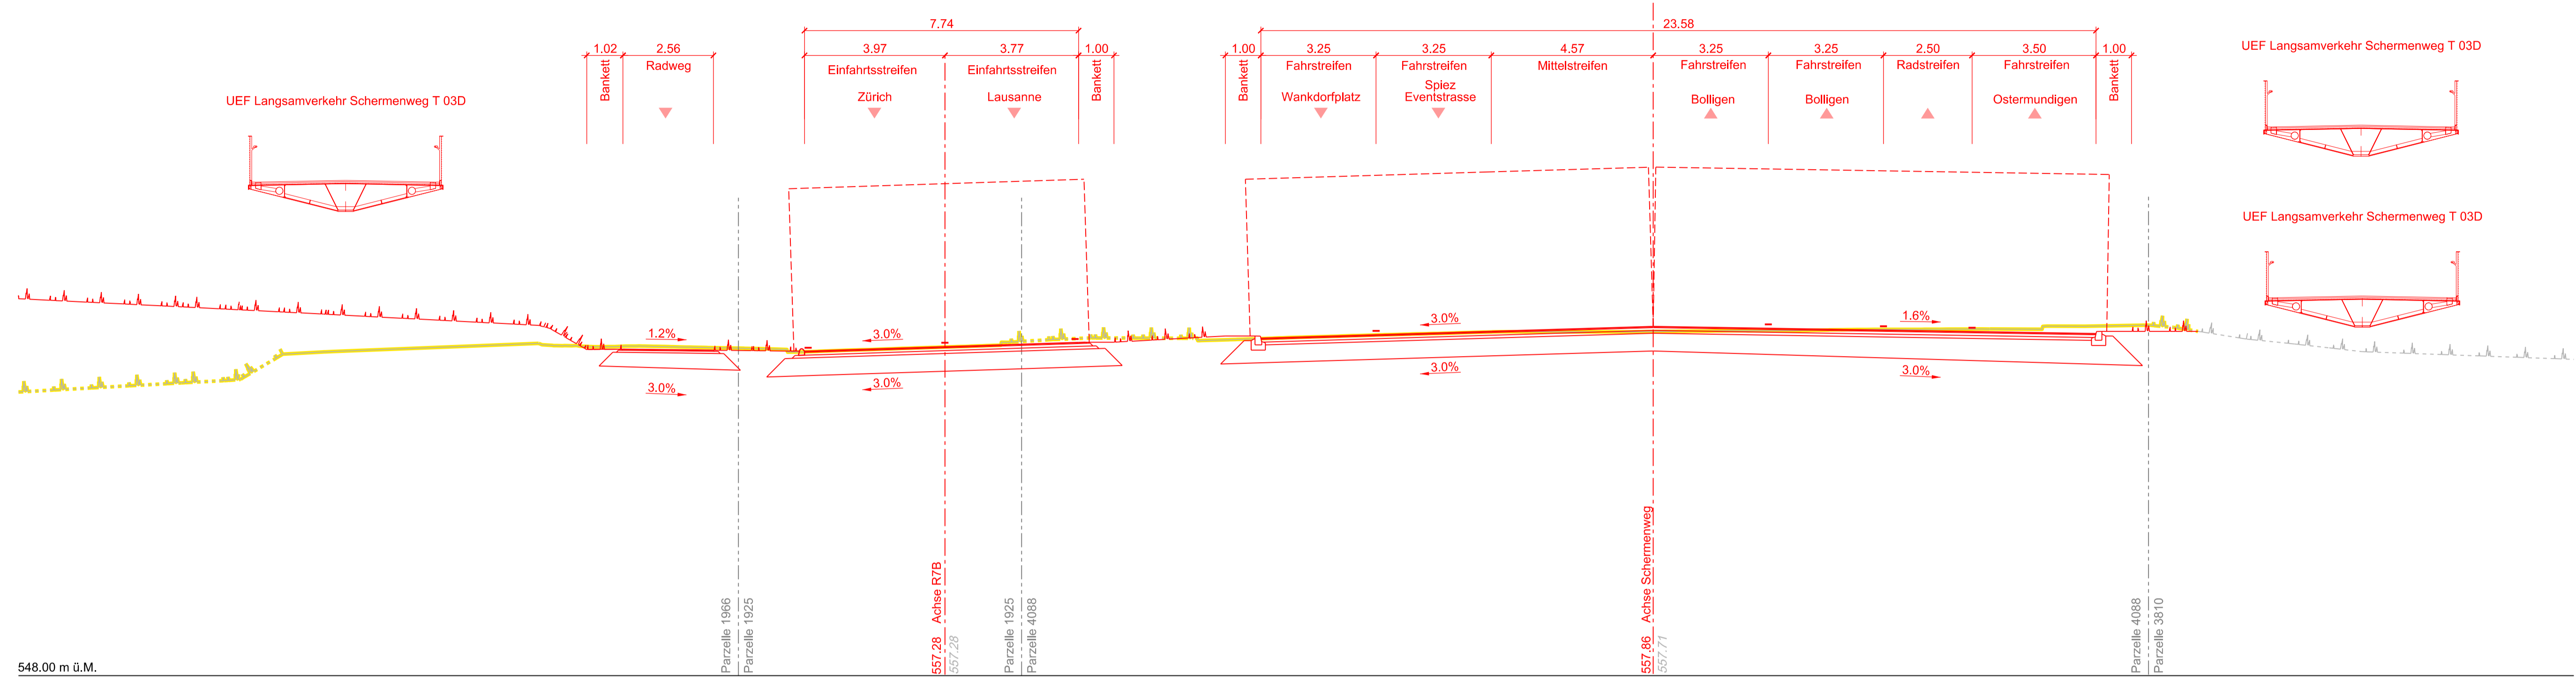 7.74
23.58
1.02 2.56 3.97 3.77 1.00 1.00 3.25 3.25 4.57 3.25 3.25 2.50 3.50 1.00
UEF Langsamverkehr Schermenweg T 03D
UEF Langsamverkehr Schermenweg T 03D
Bankett
Radweg
Einfahrtsstreifen
Zürich
Einfahrtsstreifen
Lausanne
Bankett
Bankett
Fahrstreifen
Wankdorfplatz
Fahrstreifen
Spiez
Eventstrasse
Mittelstreifen
Fahrstreifen
Bolligen
Fahrstreifen
Bolligen
Radstreifen
Fahrstreifen
Ostermundigen
Bankett
UEF Langsamverkehr Schermenweg T 03D
1.2%
3.0%
3.0%
1.6%
3.0%
3.0%
3.0%
3.0%
Parzelle 1966
Parzelle 1925
557.28 Achse R7B
557.28
Parzelle 1925
Parzelle 4088
557.86 Achse Schermenweg
557.71
Parzelle 4088
Parzelle 3810
548.00 m ü.M.